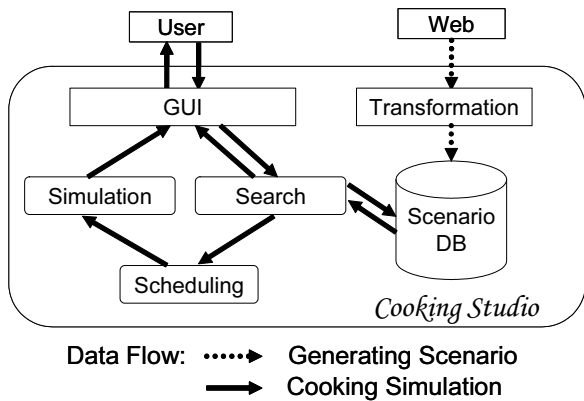 User
Web
GUI
Transformation
Simulation
Search
Scenario
DB
Scheduling
Cooking Studio
Data Flow:
Generating Scenario
Cooking Simulation